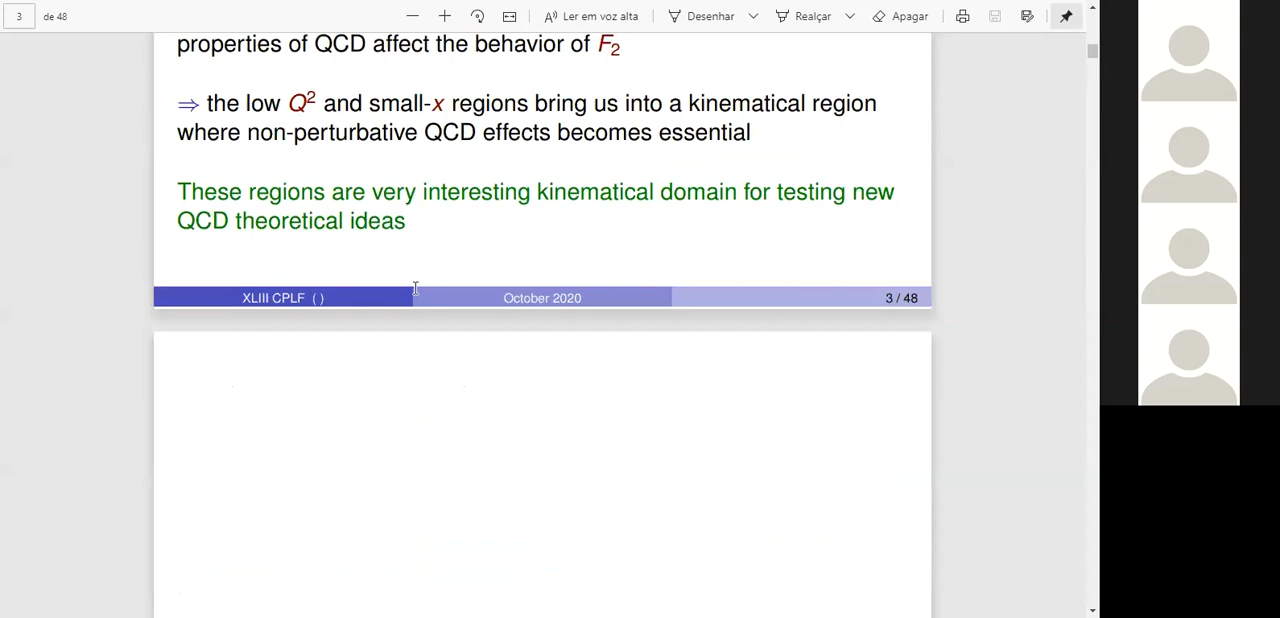 3 de 48 Ler em voz alta Desenhar Realçar Apagar
properties of QCD affect the behavior of F₂
⇒ the low Q² and small-x regions bring us into a kinematical region
where non-perturbative QCD effects becomes essential
These regions are very interesting kinematical domain for testing new
QCD theoretical ideas
XLIII CPLF ( ) October 2020 3 / 48